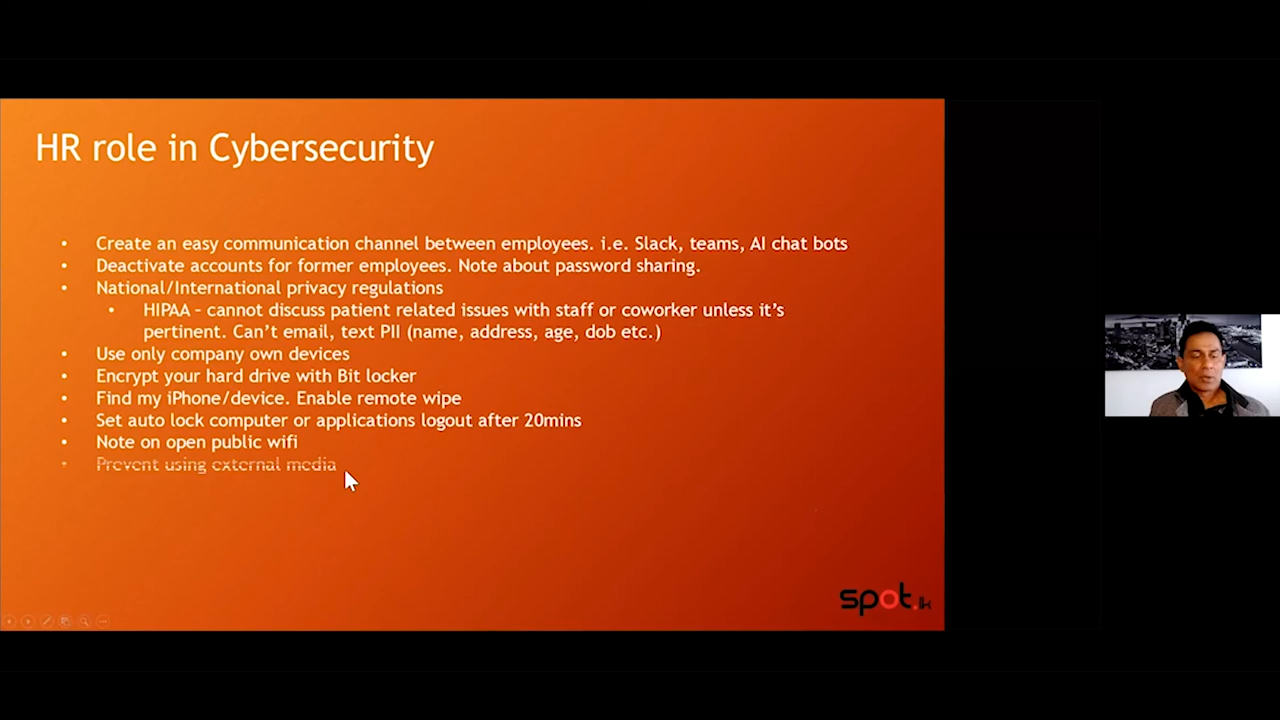 HR role in Cybersecurity
• Create an easy communication channel between employees. i.e. Slack, teams, AI chat bots
• Deactivate accounts for former employees. Note about password sharing.
• National/International privacy regulations
• HIPAA – cannot discuss patient related issues with staff or coworker unless it's
pertinent. Can't email, text PII (name, address, age, dob etc.)
• Use only company own devices
• Encrypt your hard drive with Bit locker
• Find my iPhone/device. Enable remote wipe
• Set auto lock computer or applications logout after 20mins
• Note on open public wifi
• Prevent using external media
spot.lk